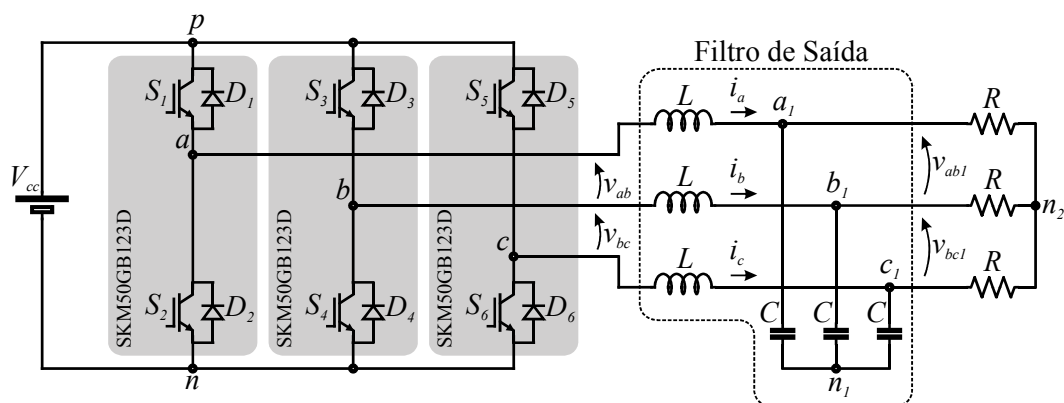 p
Filtro de Saída
S1
D1
S3
D3
S5
D5
L
ia
a1
R
a
Vcc
vab
vab1
b
L
ib
b1
R
n2
SKM50GB123D
SKM50GB123D
SKM50GB123D
c
vbc
vbc1
L
ic
c1
R
S2
D2
S4
D4
S6
D6
C
C
C
n
n1